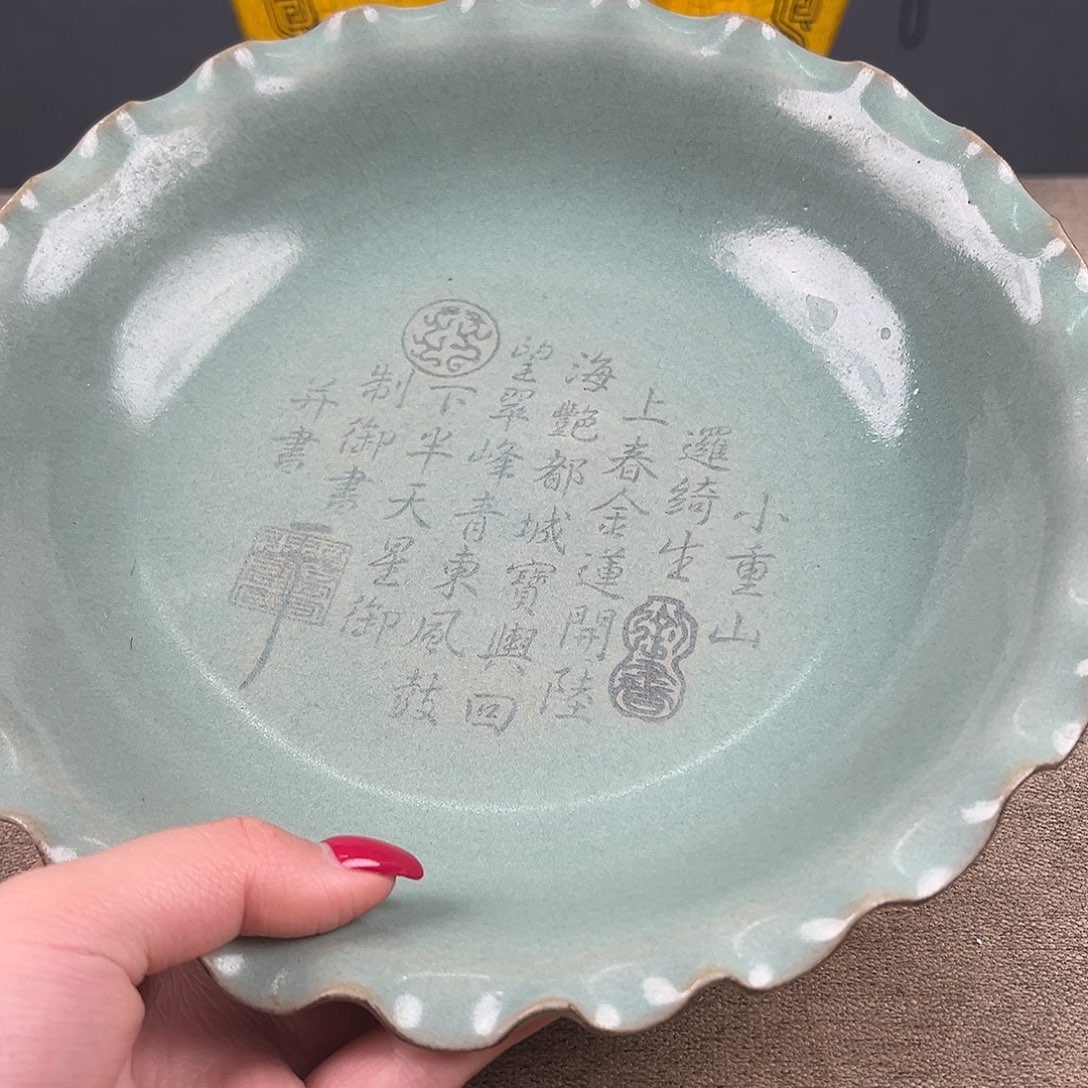 小重山
邏綺生
上春金蓮開陸
海艷都城寶輿回
望翠峰青東風鼓
下半天星御
制御書
并書